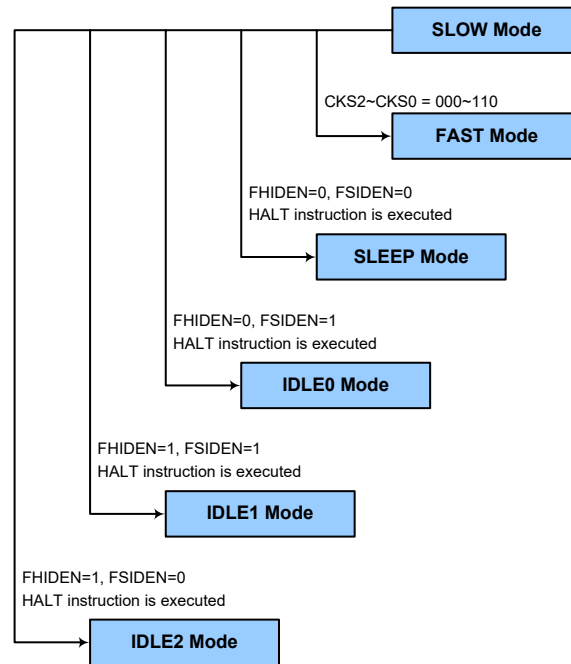 SLOW Mode
CKS2~CKS0 = 000~110
FAST Mode
FHIDEN=0, FSIDEN=0
HALT instruction is executed
SLEEP Mode
FHIDEN=0, FSIDEN=1
HALT instruction is executed
IDLE0 Mode
FHIDEN=1, FSIDEN=1
HALT instruction is executed
IDLE1 Mode
FHIDEN=1, FSIDEN=0
HALT instruction is executed
IDLE2 Mode